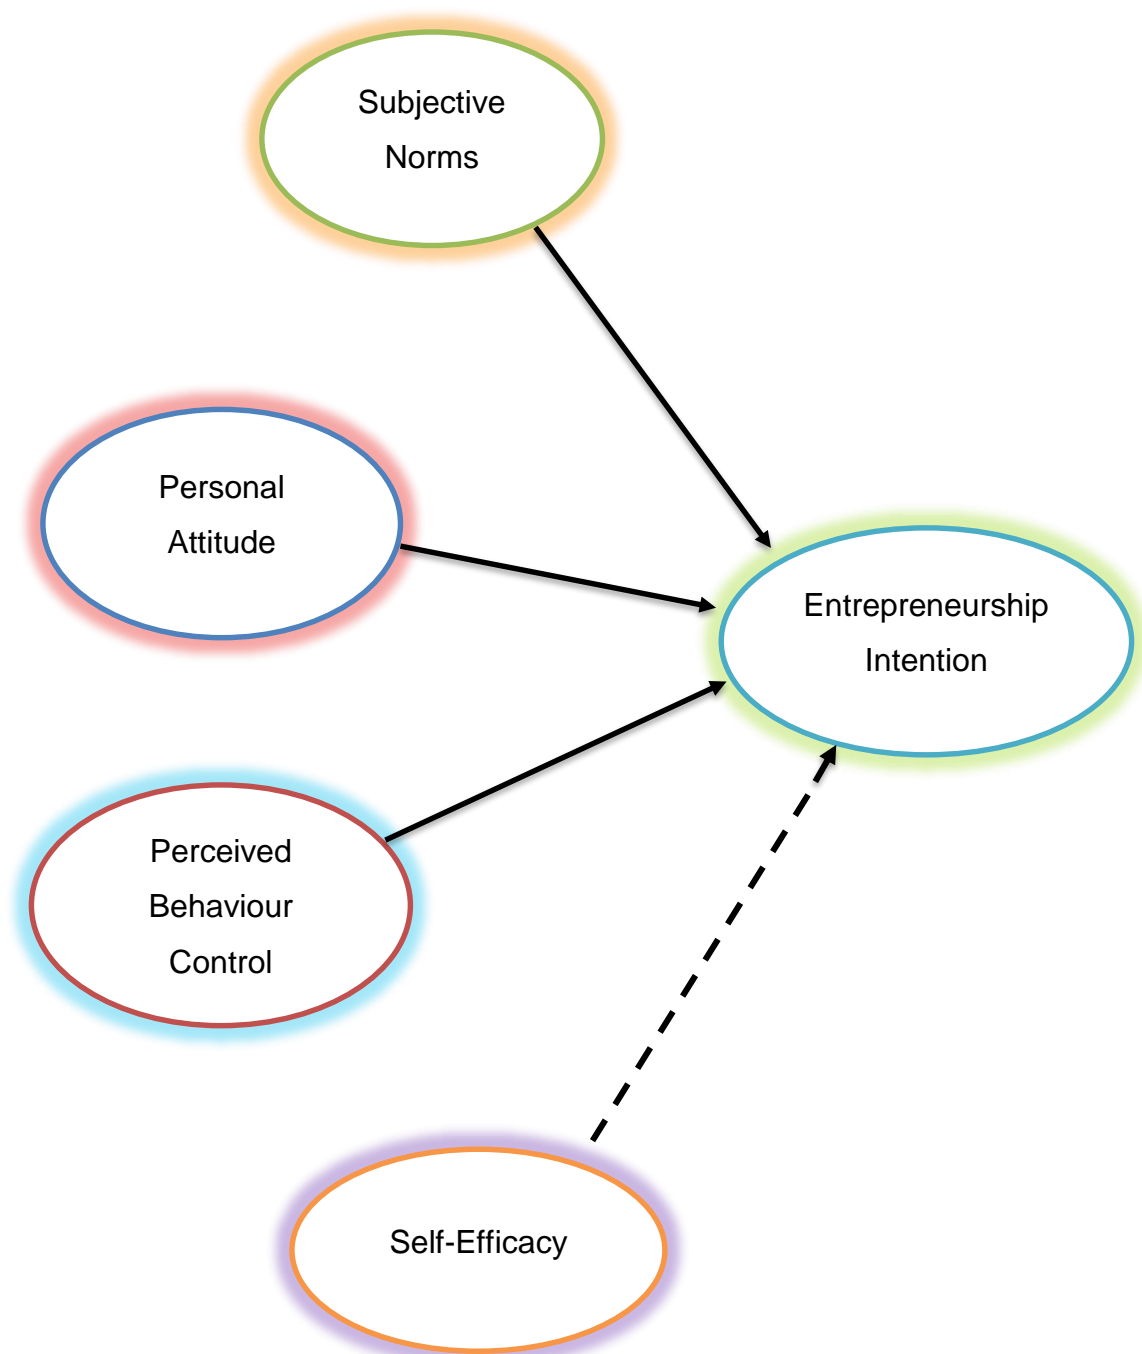 Subjective
Norms
Personal
Attitude
Entrepreneurship
Intention
Perceived
Behaviour
Control
Self-Efficacy